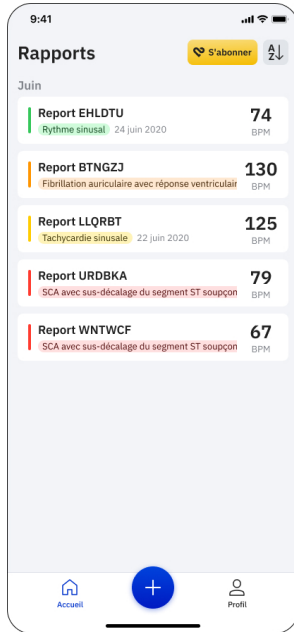 9:41
Rapports
S'abonner
A
Z
Juin
Report EHLDTU
74
Rythme sinusal 24 juin 2020
BPM
Report BTNGZJ
130
Fibrillation auriculaire avec réponse ventriculair
BPM
Report LLQRBT
125
Tachycardie sinusale 22 juin 2020
BPM
Report URDBKA
79
SCA avec sus-décalage du segment ST soupçon
BPM
Report WNTWCF
67
SCA avec sus-décalage du segment ST soupçon
BPM
Accueil
Profil